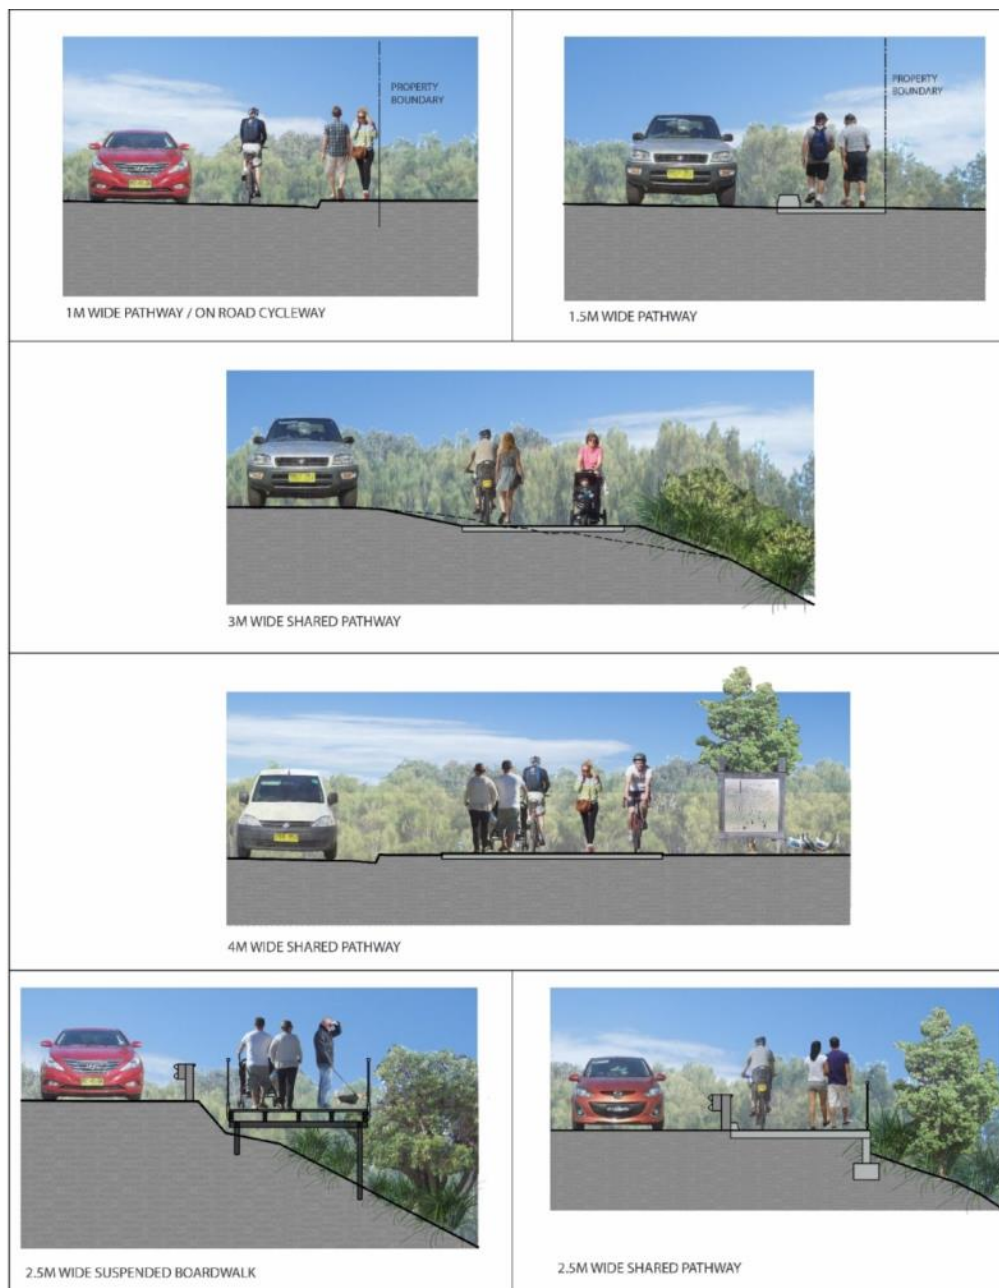 PROPERTY
BOUNDARY
1M WIDE PATHWAY / ON ROAD CYCLEWAY
PROPERTY
BOUNDARY
1.5M WIDE PATHWAY
3M WIDE SHARED PATHWAY
4M WIDE SHARED PATHWAY
2.5M WIDE SUSPENDED BOARDWALK
2.5M WIDE SHARED PATHWAY